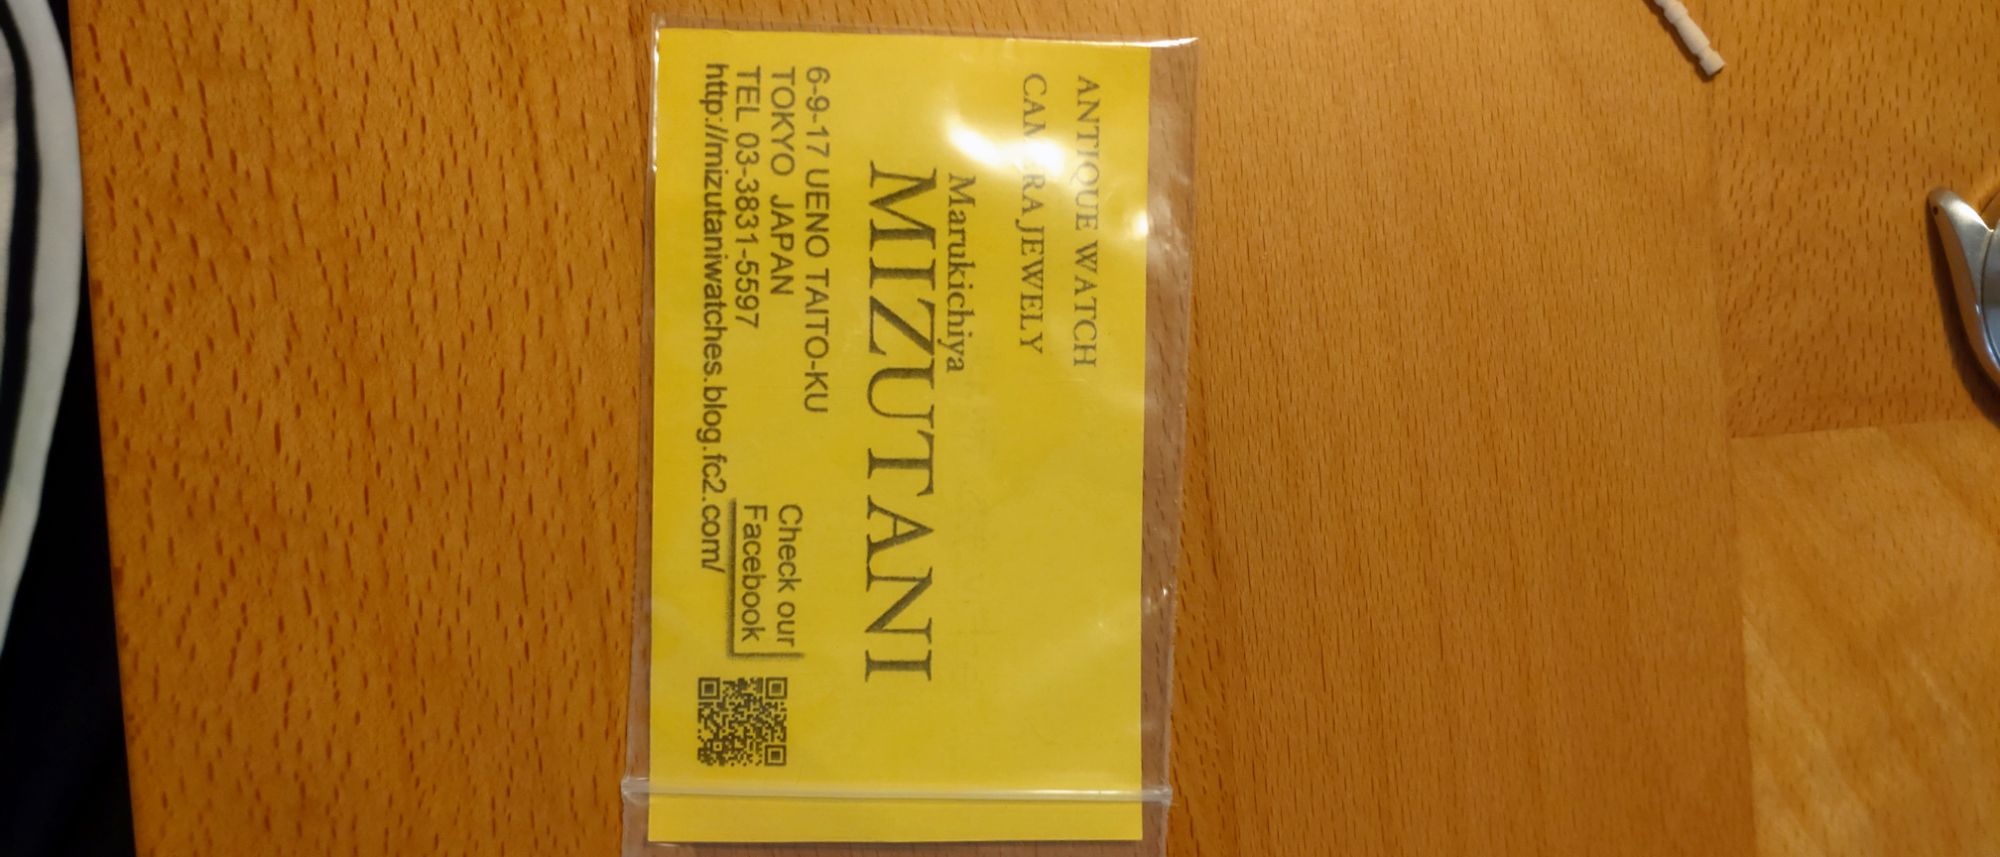 ANTIQUE WATCH
JEWELY
Marukichiya
MIZUTANI
6-9-17 UENO TAITO-KU
TOKYO JAPAN
TEL 03-3831-5597
http://mizutaniwatches.blog.fc2.com/
Check our
Facebook